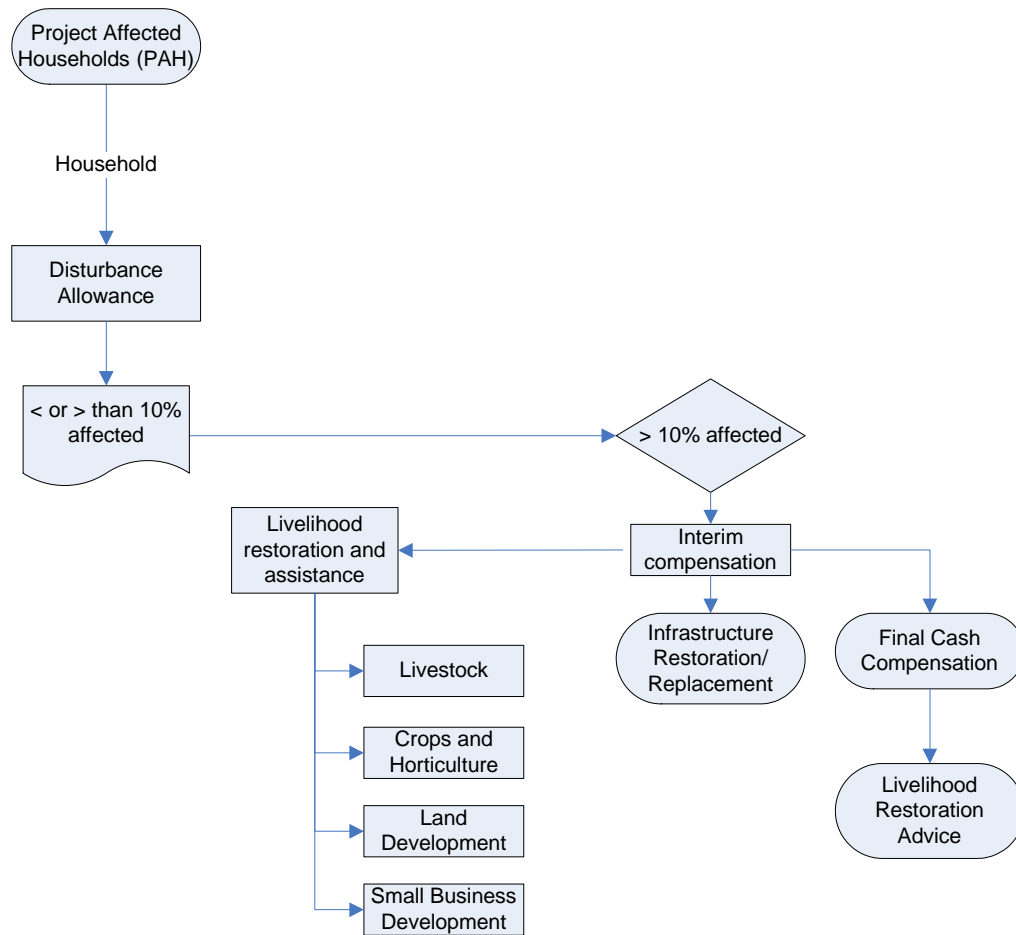 Project Affected
Households (PAH)
Household
Disturbance
Allowance
< or > than 10%
affected
> 10% affected
Livelihood
restoration and
assistance
Interim
compensation
Infrastructure
Restoration/
Replacement
Final Cash
Compensation
Livestock
Crops and
Horticulture
Livelihood
Restoration
Advice
Land
Development
Small Business
Development